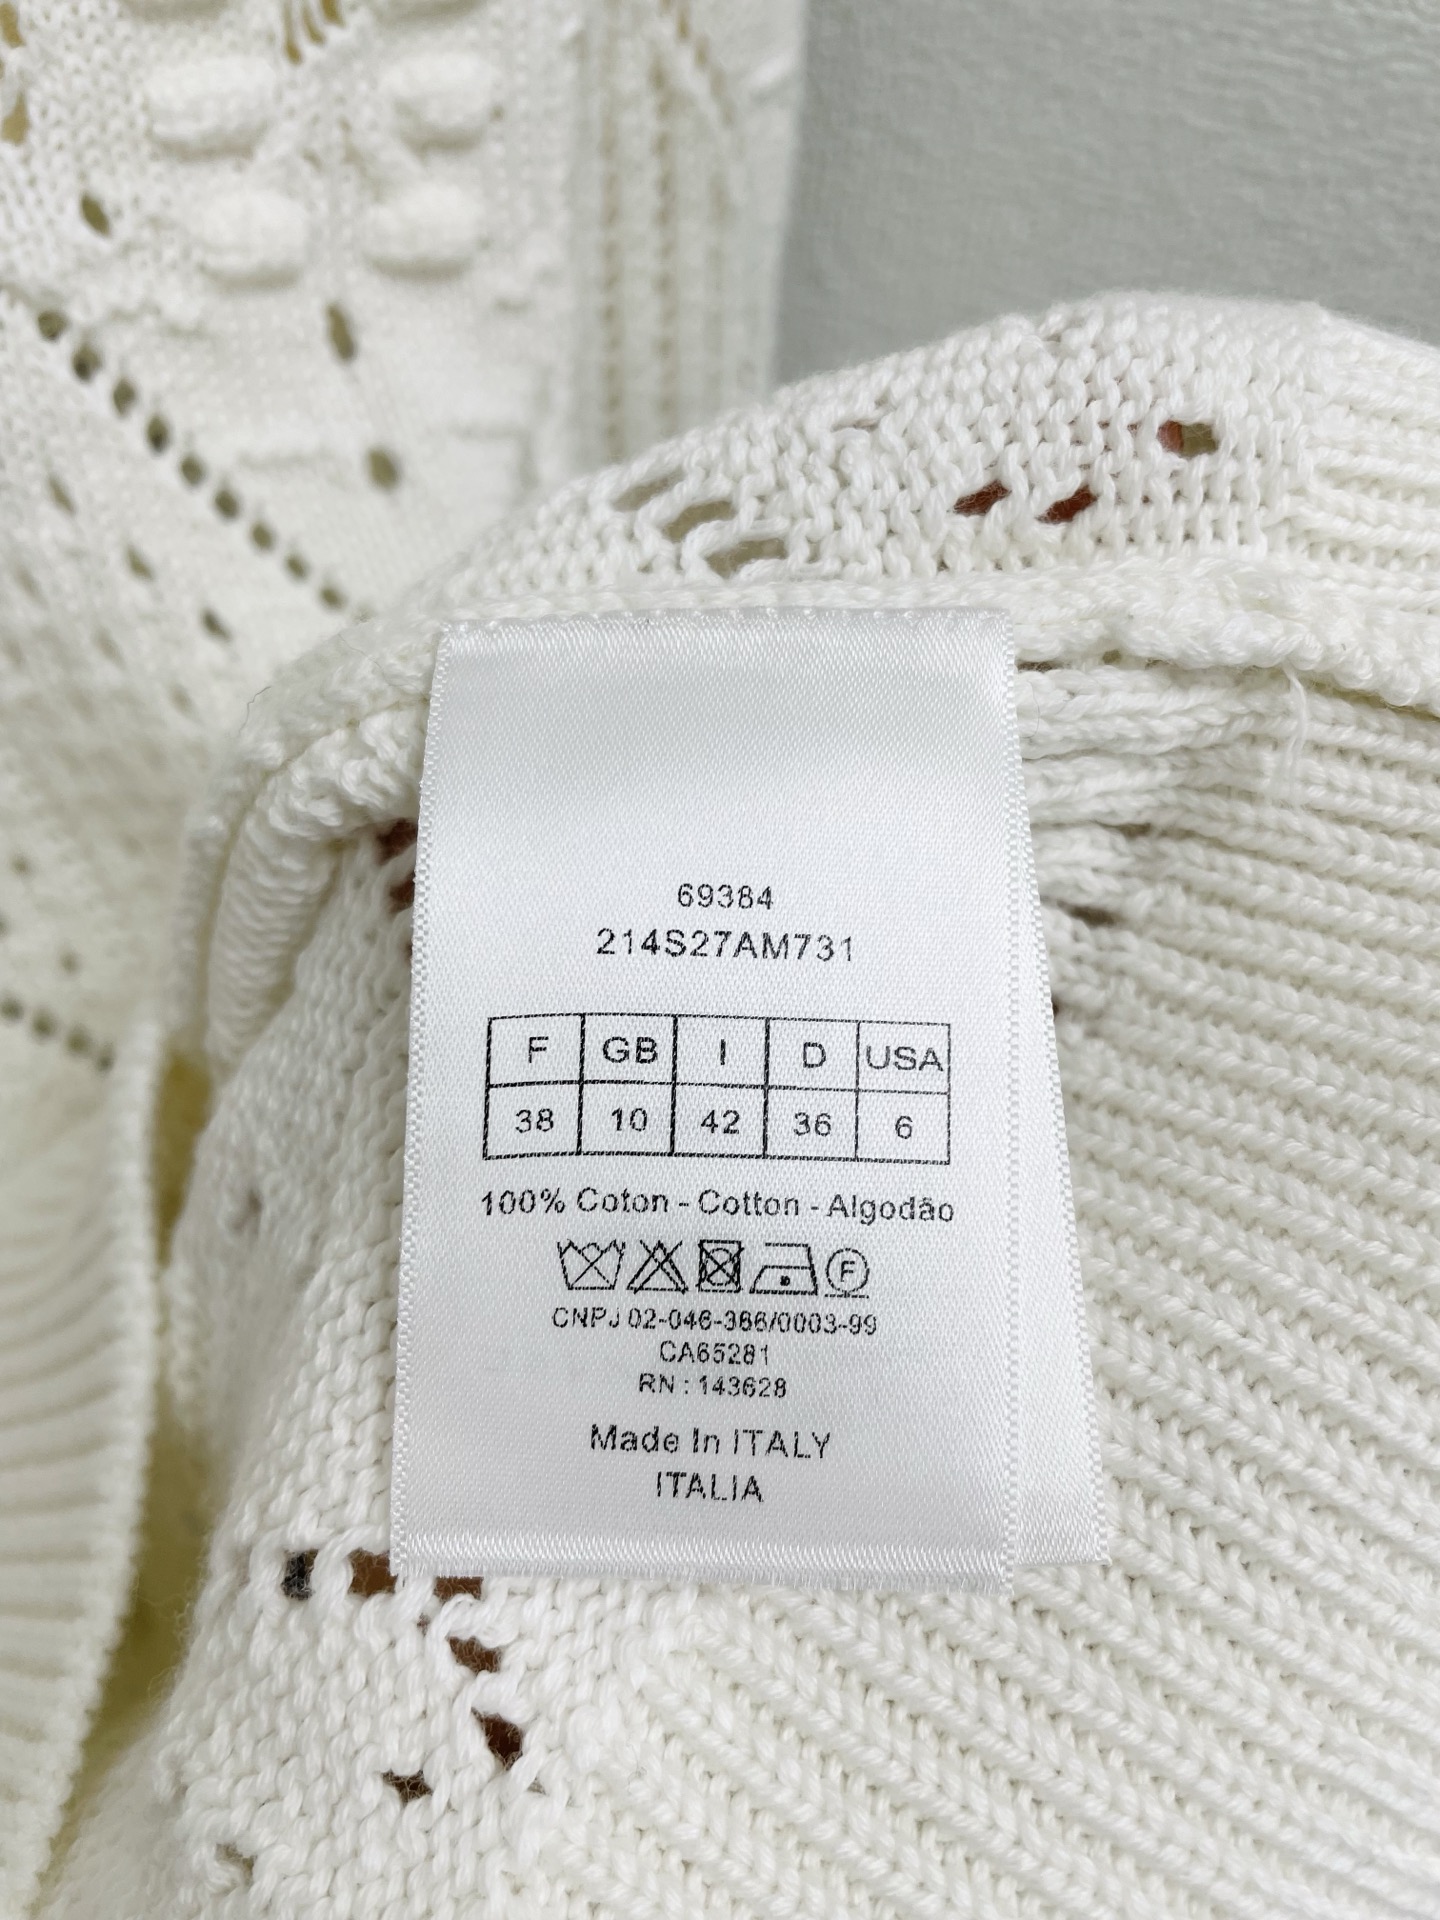 69384
214S27AM731
F GB I D USA
38 10 42 36 6
100% Coton - Cotton - Algodão
F
CNPJ 02-046-366/0003-99
CA65281
RN : 143628
Made In ITALY
ITALIA